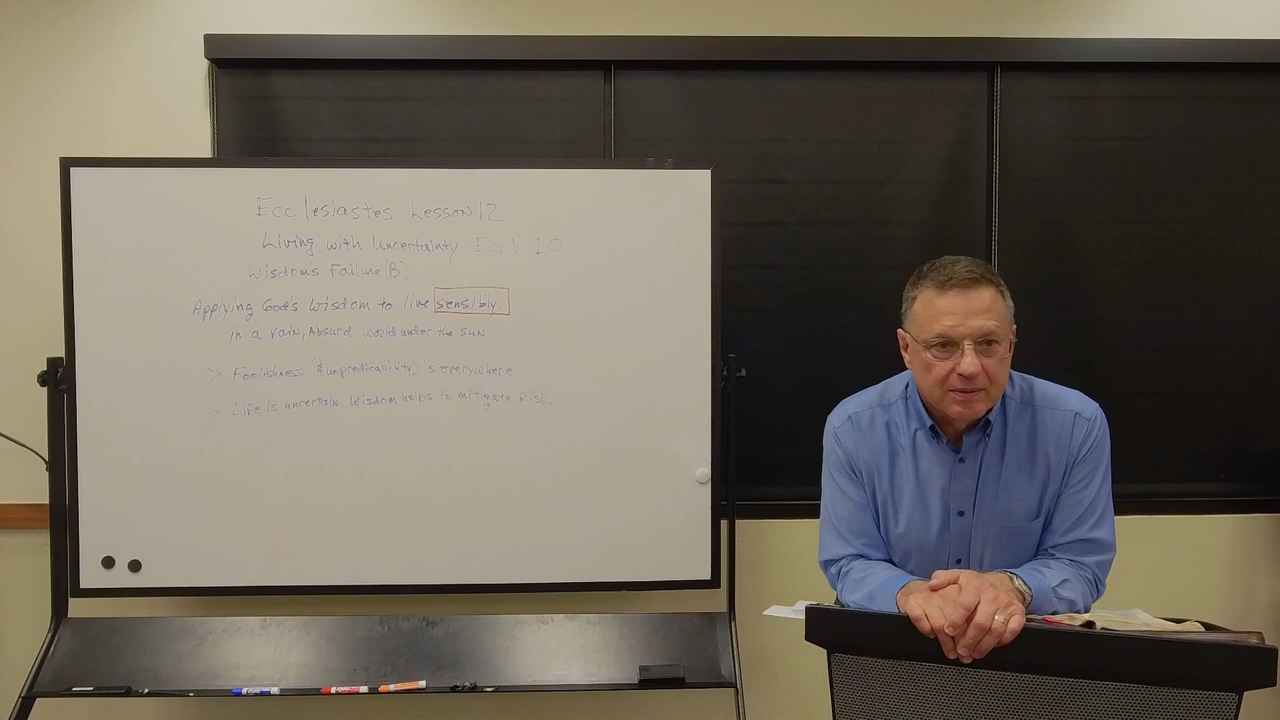 Ecclesiastes Lesson 12
Living with Uncertainty - Eccl 10
Wisdom's Failure (B)
Applying God's Wisdom to live sensibly.
in a vain, Absurd world under the SUN
> Foolishness (& unpredicability) is everywhere.
> Life is uncertain. Wisdom helps to mitigate Risk.